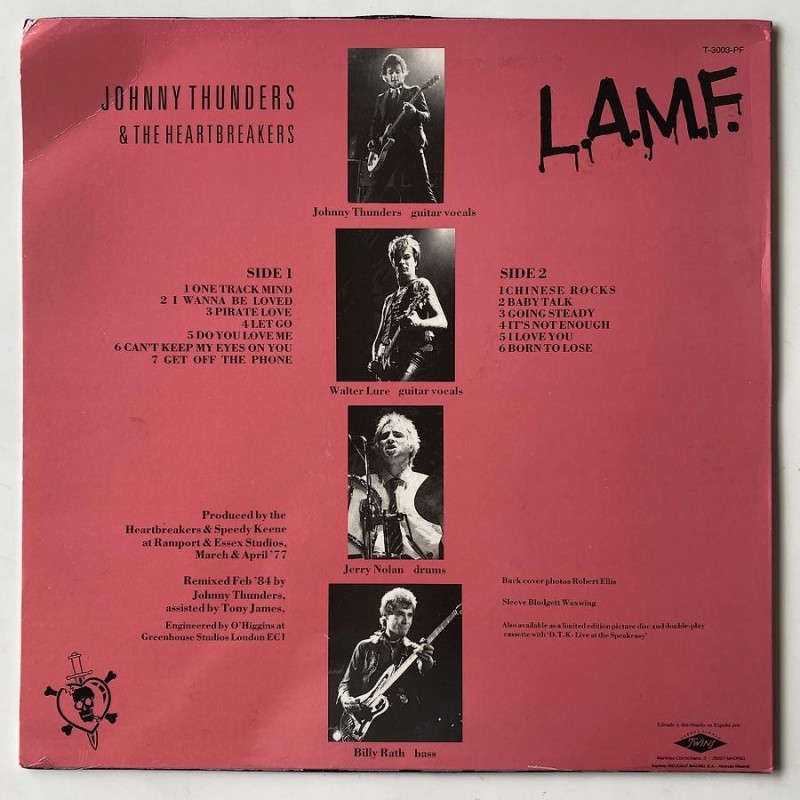 T-3003-PF
JOHNNY THUNDERS
& THE HEARTBREAKERS
L.A.M.F.
Johnny Thunders guitar vocals
SIDE 1
1 ONE TRACK MIND
2 I WANNA BE LOVED
3 PIRATE LOVE
4 LET GO
5 DO YOU LOVE ME
6 CAN'T KEEP MY EYES ON YOU
7 GET OFF THE PHONE
SIDE 2
1 CHINESE ROCKS
2 BABY TALK
3 GOING STEADY
4 IT'S NOT ENOUGH
5 I LOVE YOU
6 BORN TO LOSE
Walter Lure guitar vocals
Jerry Nolan drums
Billy Rath bass
Produced by the
Heartbreakers & Speedy Keene
at Ramport & Essex Studios,
March & April '77
Remixed Feb '84 by
Johnny Thunders,
assisted by Tony James,
Engineered by O'Higgins at
Greenhouse Studios London EC1
Back cover photos Robert Ellis
Sleeve Blodgett Waxwing
Also available as a limited edition picture disc and double-play
cassette with 'D.T.K. Live at the Speakeasy'
Editado y distribuido en España por:
TWINS
MADRID